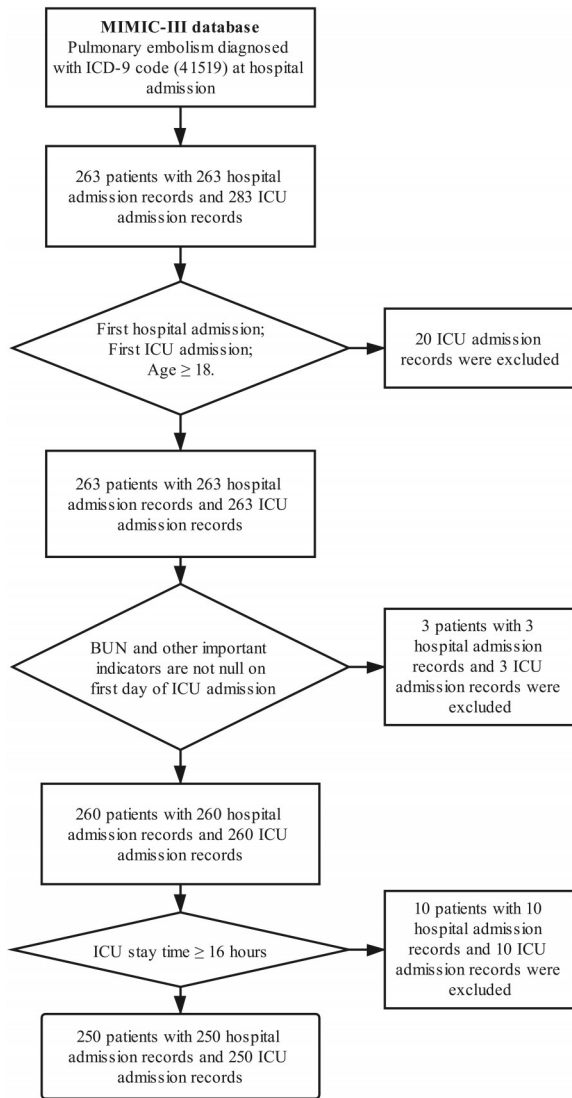 MIMIC-III database
Pulmonary embolism diagnosed
with ICD-9 code (41519) at hospital
admission
263 patients with 263 hospital
admission records and 283 ICU
admission records
First hospital admission;
First ICU admission;
Age ≥ 18.
20 ICU admission
records were excluded
263 patients with 263 hospital
admission records and 263 ICU
admission records
BUN and other important
indicators are not null on
first day of ICU admission
3 patients with 3
hospital admission
records and 3 ICU
admission records were
excluded
260 patients with 260 hospital
admission records and 260 ICU
admission records
ICU stay time ≥ 16 hours
10 patients with 10
hospital admission
records and 10 ICU
admission records were
excluded
250 patients with 250 hospital
admission records and 250 ICU
admission records